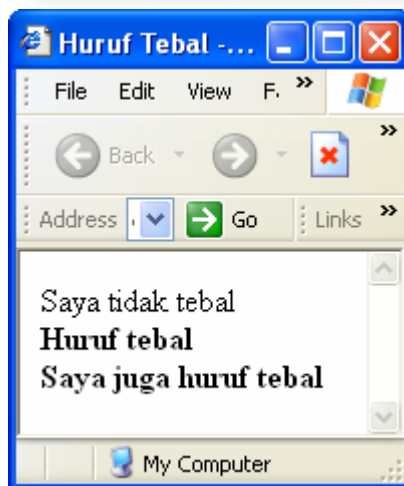 Huruf Tebal -...
File Edit View F. »
Back »
Address Go Links »
Saya tidak tebal
Huruf tebal
Saya juga huruf tebal
My Computer